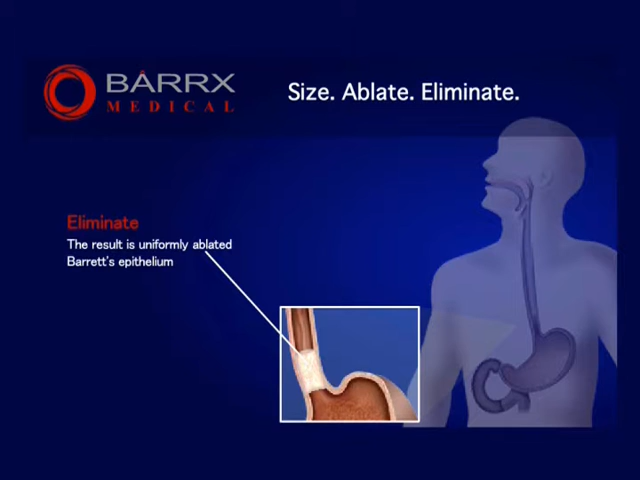 BÂRRX
MEDICAL
Size. Ablate. Eliminate.
Eliminate
The result is uniformly ablated
Barrett's epithelium